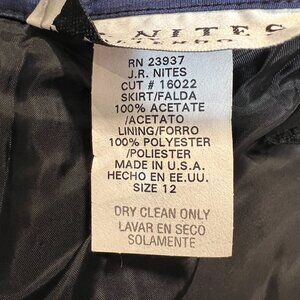 NITES
RN 23937
J.R. NITES
CUT # 16022
SKIRT/FALDA
100% ACETATE
/ACETATO
LINING/FORRO
100% POLYESTER
/POLIESTER
MADE IN U.S.A.
HECHO EN EE.UU.
SIZE 12
DRY CLEAN ONLY
LAVAR EN SECO
SOLAMENTE